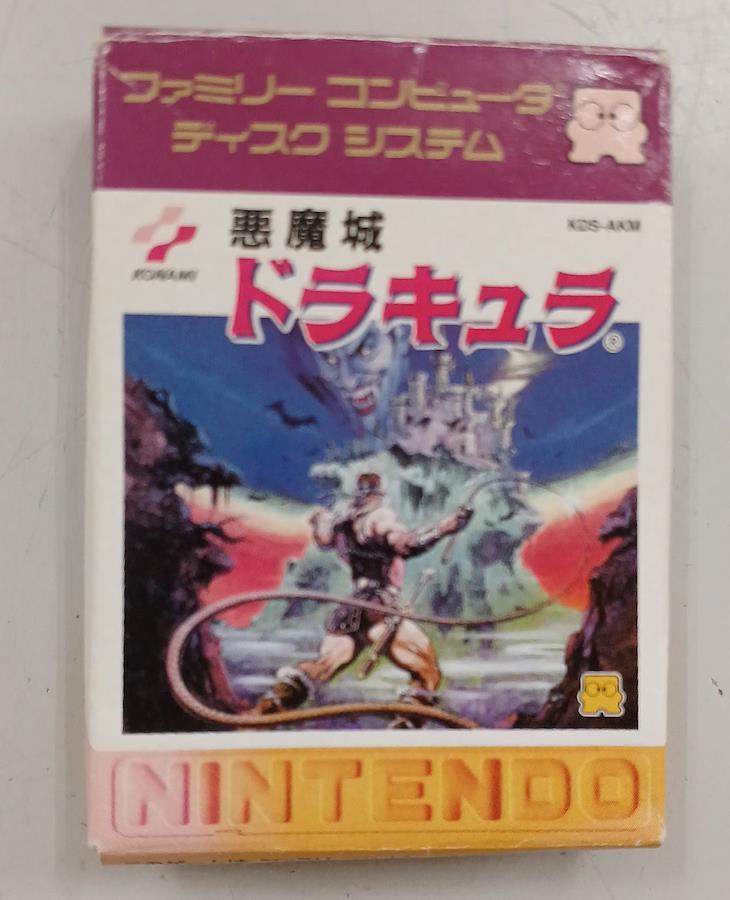 ファミリー コンピュータ
ディスク システム
KONAMI
悪魔城
KDS-AKM
ドラキュラ®
NINTENDO